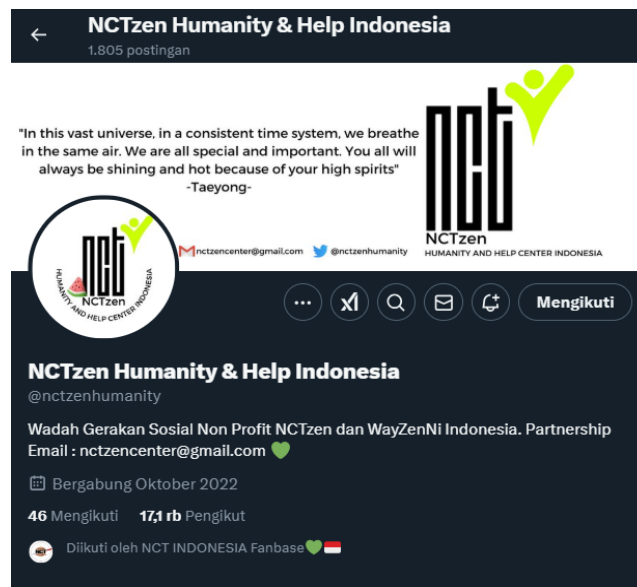 NCTzen Humanity & Help Indonesia
1.805 postingan
"In this vast universe, in a consistent time system, we breathe
in the same air. We are all special and important. You all will
always be shining and hot because of your high spirits"
-Taeyong-
nctzencenter@gmail.com @nctzenhumanity
nct
NCTzen
HUMANITY AND HELP CENTER INDONESIA
nct
NCTzen
HUMANITY AND HELP CENTER INDONESIA
Mengikuti
NCTzen Humanity & Help Indonesia
@nctzenhumanity
Wadah Gerakan Sosial Non Profit NCTzen dan WayZenNi Indonesia. Partnership
Email : nctzencenter@gmail.com 💚
Bergabung Oktober 2022
46 Mengikuti 17,1 rb Pengikut
Diikuti oleh NCT INDONESIA Fanbase💚🇮🇩